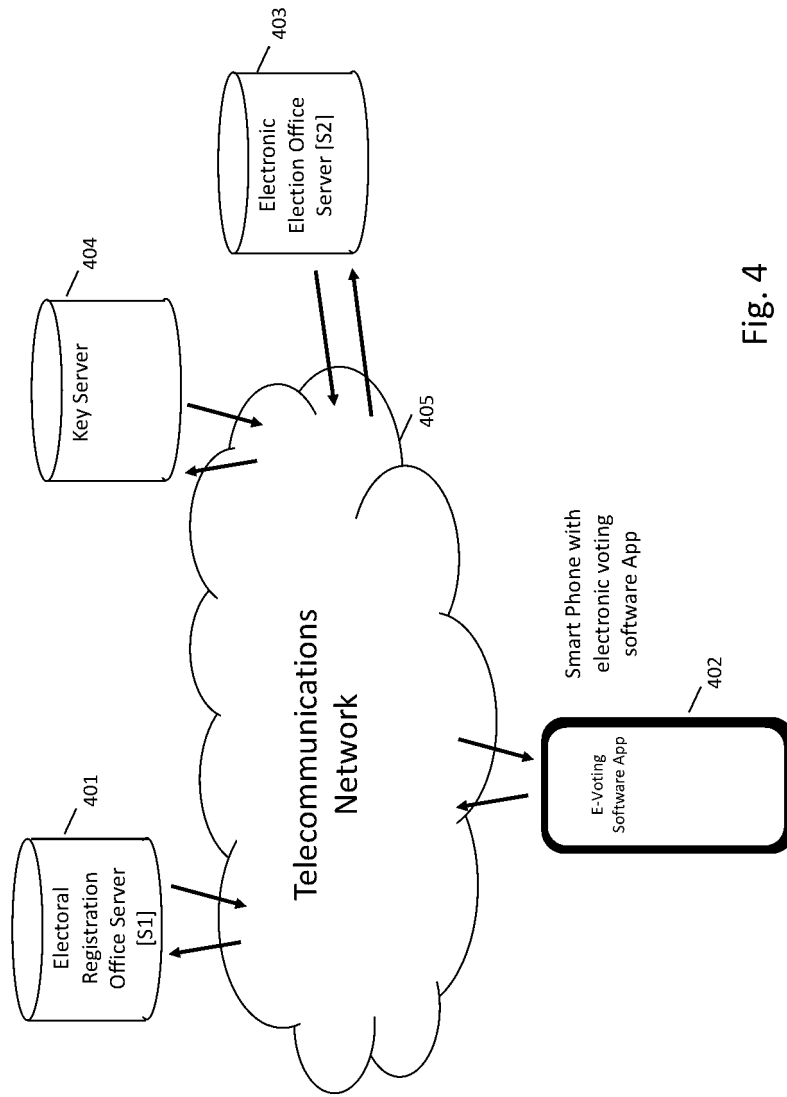 401
Electoral
Registration
Office Server
[S1]
404
Key Server
403
Electronic
Election Office
Server [S2]
Telecommunications
Network
405
Smart Phone with
electronic voting
software App
402
E-Voting
Software App
Fig. 4